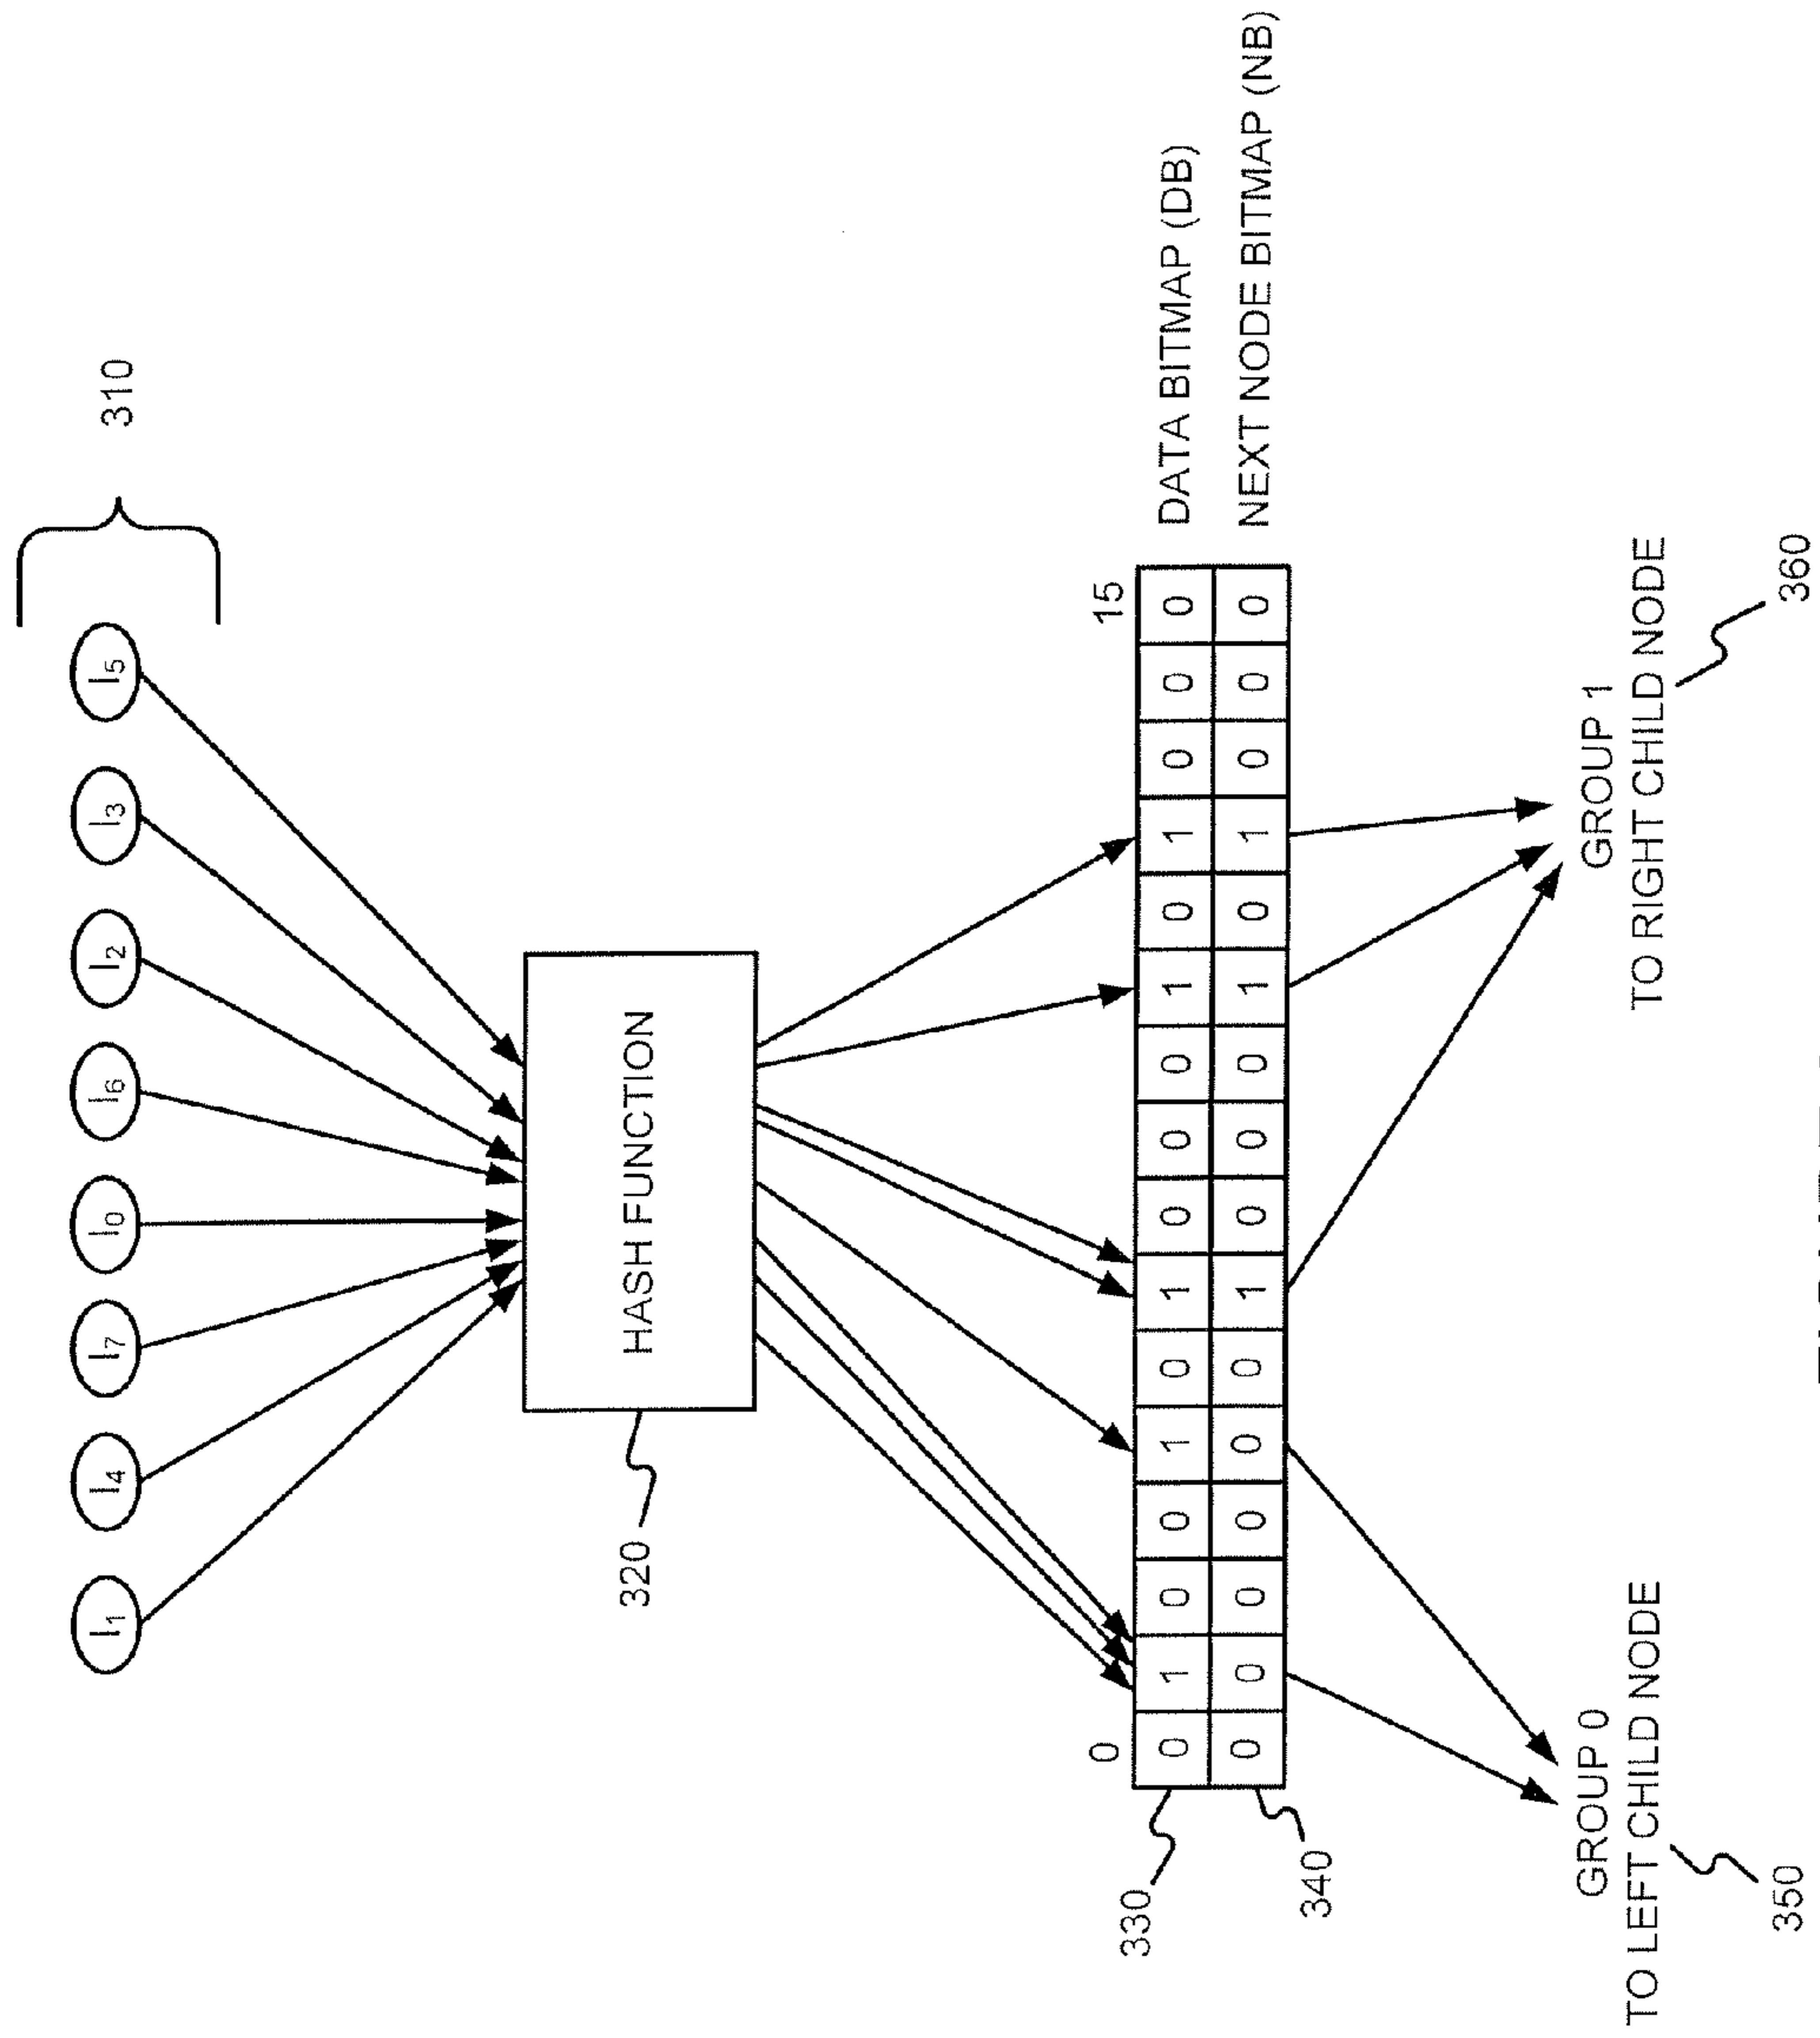 I₁ I₄ I₇ I₀ I₆ I₂ I₃ I₅
310
HASH FUNCTION
320
0 15
0 1 0 0 1 0 1 0 0 0 1 0 1 0 0 0 DATA BITMAP (DB)
330
0 0 0 0 0 0 1 0 0 0 1 0 1 0 0 0 NEXT NODE BITMAP (NB)
340
GROUP 0
TO LEFT CHILD NODE
350
GROUP 1
TO RIGHT CHILD NODE
360